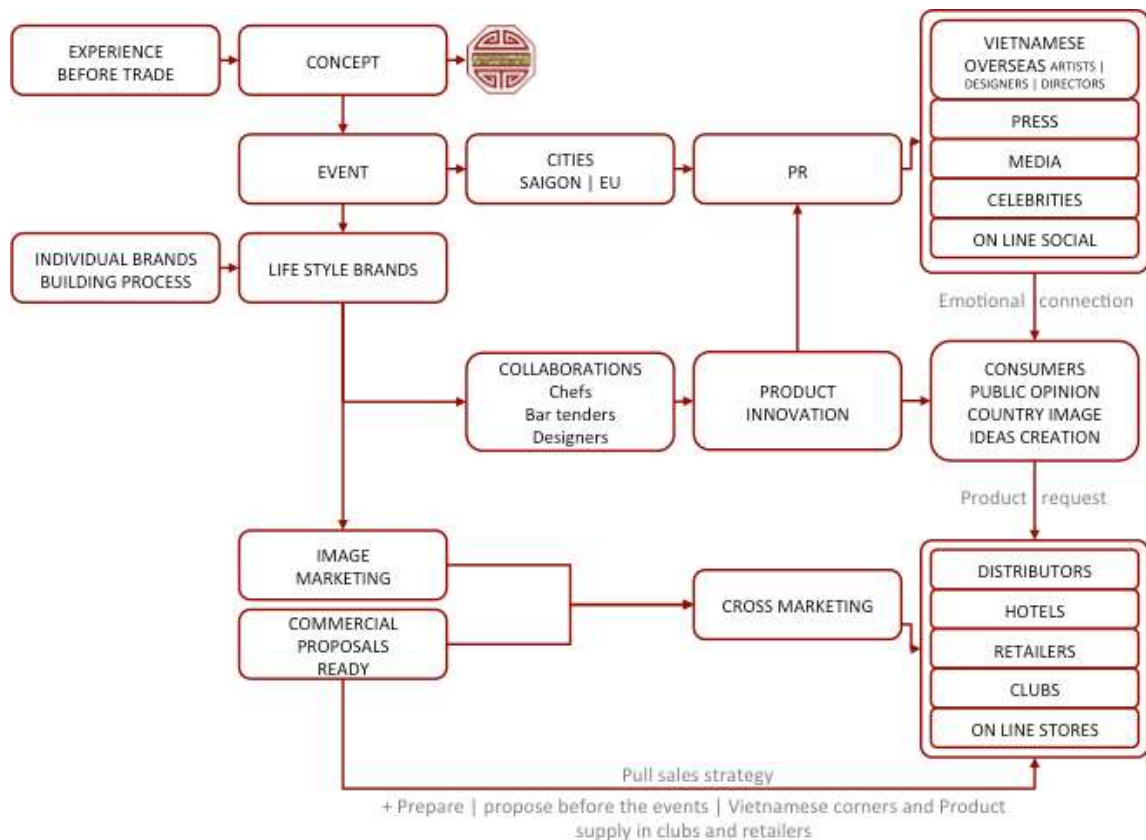 EXPERIENCE
BEFORE TRADE
CONCEPT
VIETNAMESE
OVERSEAS ARTISTS |
DESIGNERS | DIRECTORS
PRESS
MEDIA
CELEBRITIES
ON LINE SOCIAL
EVENT
CITIES
SAIGON | EU
PR
INDIVIDUAL BRANDS
BUILDING PROCESS
LIFE STYLE BRANDS
Emotional connection
COLLABORATIONS
Chefs
Bar tenders
Designers
PRODUCT
INNOVATION
CONSUMERS
PUBLIC OPINION
COUNTRY IMAGE
IDEAS CREATION
Product request
IMAGE
MARKETING
COMMERCIAL
PROPOSALS
READY
CROSS MARKETING
DISTRIBUTORS
HOTELS
RETAILERS
CLUBS
ON LINE STORES
Pull sales strategy
+ Prepare | propose before the events | Vietnamese corners and Product
supply in clubs and retailers